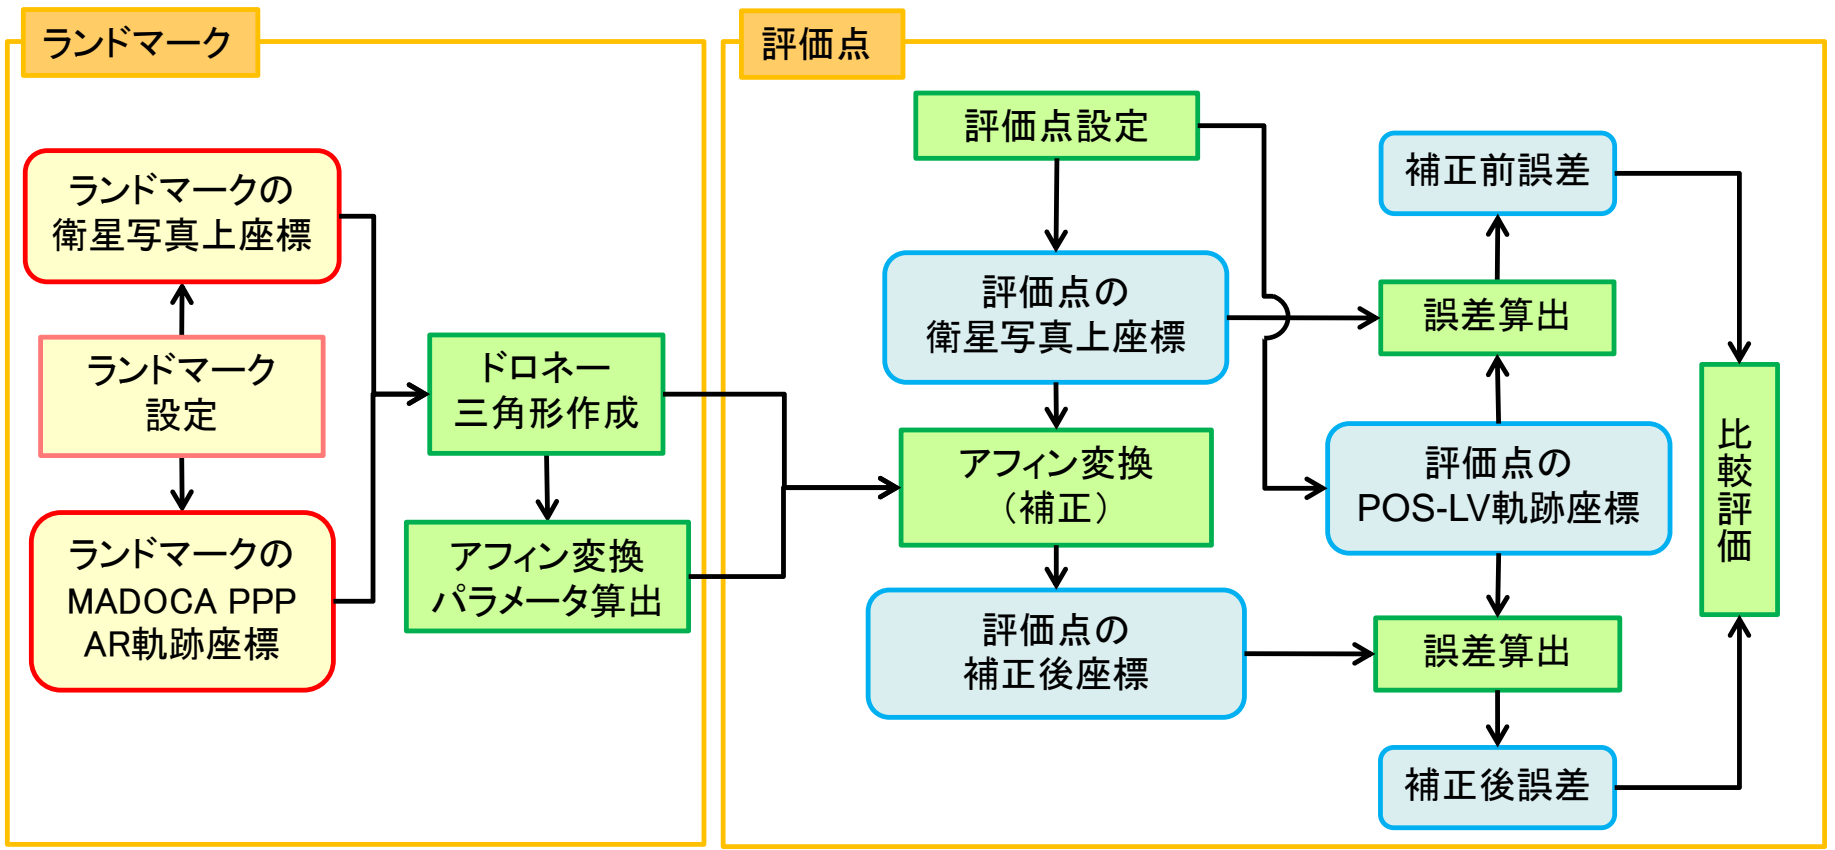 ランドマーク
ランドマークの
衛星写真上座標
ランドマーク
設定
ランドマークの
MADOCA PPP
AR軌跡座標
ドロネー
三角形作成
アフィン変換
パラメータ算出
評価点
評価点設定
評価点の
衛星写真上座標
アフィン変換
（補正）
評価点の
補正後座標
補正前誤差
誤差算出
評価点の
POS-LV軌跡座標
誤差算出
補正後誤差
比較評価